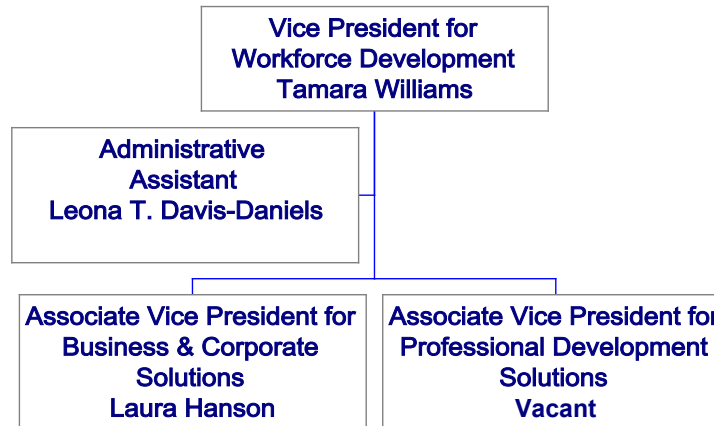 Vice President for
Workforce Development
Tamara Williams
Administrative
Assistant
Leona T. Davis-Daniels
Associate Vice President for
Business & Corporate
Solutions
Laura Hanson
Associate Vice President for
Professional Development
Solutions
Vacant